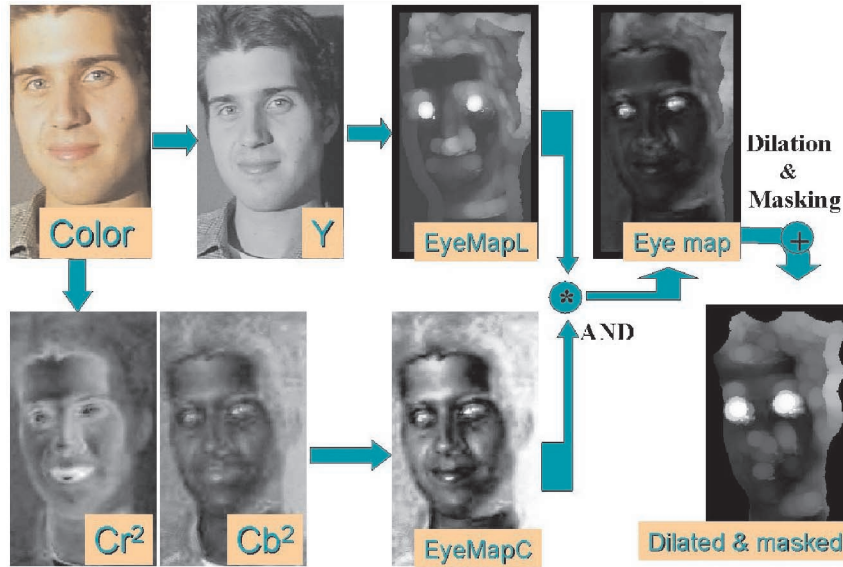 Color
Y
EyeMapL
Eye map
Dilation
&
Masking
+
*
AND
Cr²
Cb²
EyeMapC
Dilated & masked